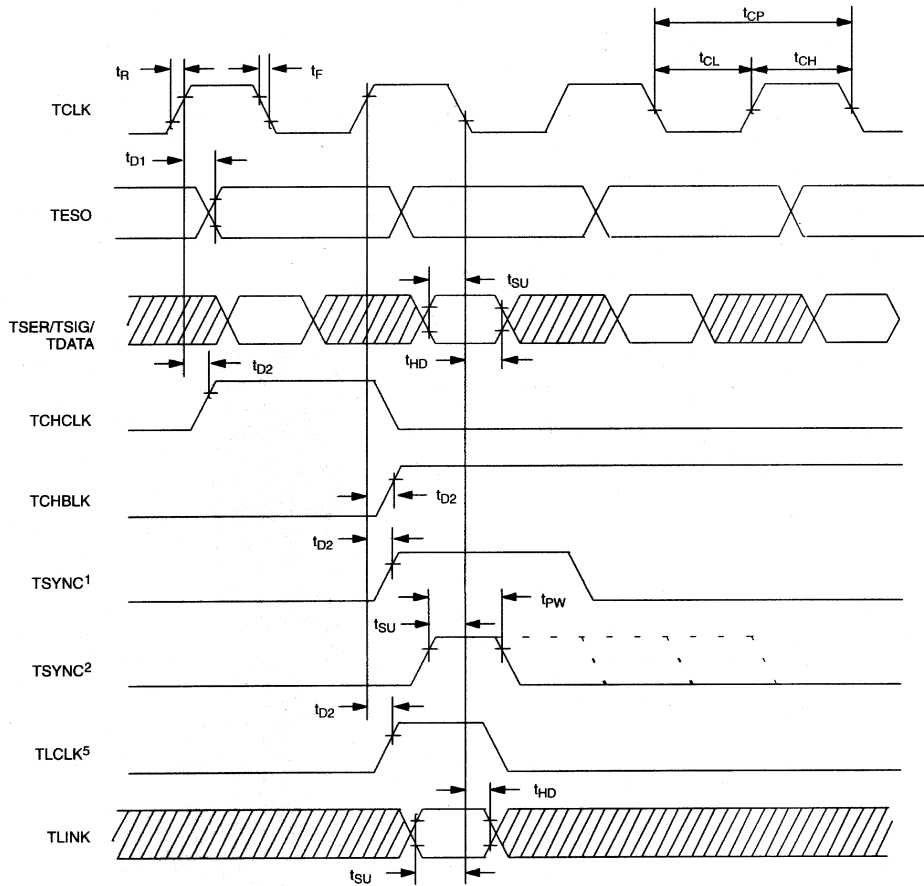 tCP
tR
tF
tCL
tCH
TCLK
tD1
TESO
tSU
TSER/TSIG/
TDATA
tHD
tD2
TCHCLK
TCHBLK
tD2
tD2
TSYNC1
tPW
tSU
TSYNC2
tD2
TLCLK5
tHD
TLINK
tSU